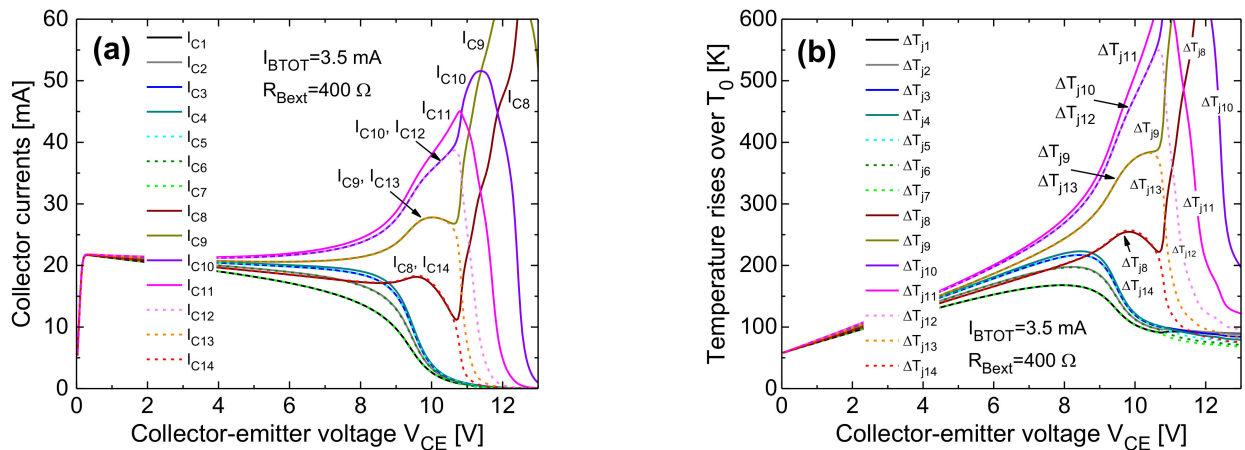 (a)
I_BTOT=3.5 mA
R_Bext=400 Ω
I_C1
I_C2
I_C3
I_C4
I_C5
I_C6
I_C7
I_C8
I_C9
I_C10
I_C11
I_C12
I_C13
I_C14
I_C9
I_C10
I_C8
I_C11
I_C10, I_C12
I_C9, I_C13
I_C8, I_C14
Collector currents [mA]
60
50
40
30
20
10
0
0 2 4 6 8 10 12
Collector-emitter voltage V_CE [V]
(b)
ΔT_j1
ΔT_j2
ΔT_j3
ΔT_j4
ΔT_j5
ΔT_j6
ΔT_j7
ΔT_j8
ΔT_j9
ΔT_j10
ΔT_j11
ΔT_j12
ΔT_j13
ΔT_j14
ΔT_j11
ΔT_j8
ΔT_j10
ΔT_j12
ΔT_j10
ΔT_j9
ΔT_j9
ΔT_j13
ΔT_j13
ΔT_j11
ΔT_j12
ΔT_j8
ΔT_j14
I_BTOT=3.5 mA
R_Bext=400 Ω
Temperature rises over T_0 [K]
600
500
400
300
200
100
0
0 2 4 6 8 10 12
Collector-emitter voltage V_CE [V]